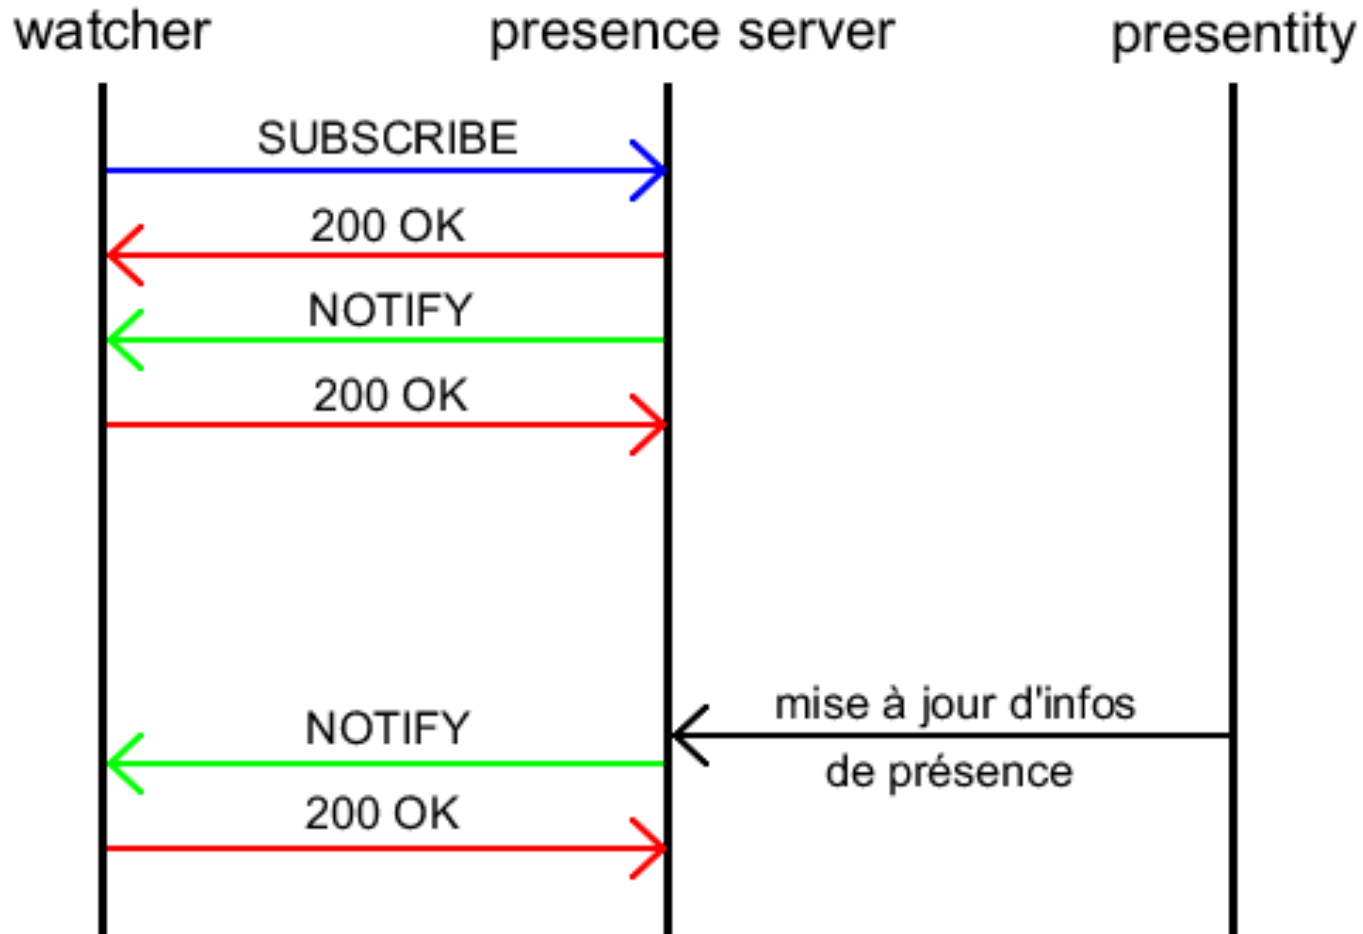 watcher
presence server
presentity
SUBSCRIBE
200 OK
NOTIFY
200 OK
mise à jour d'infos
de présence
NOTIFY
200 OK